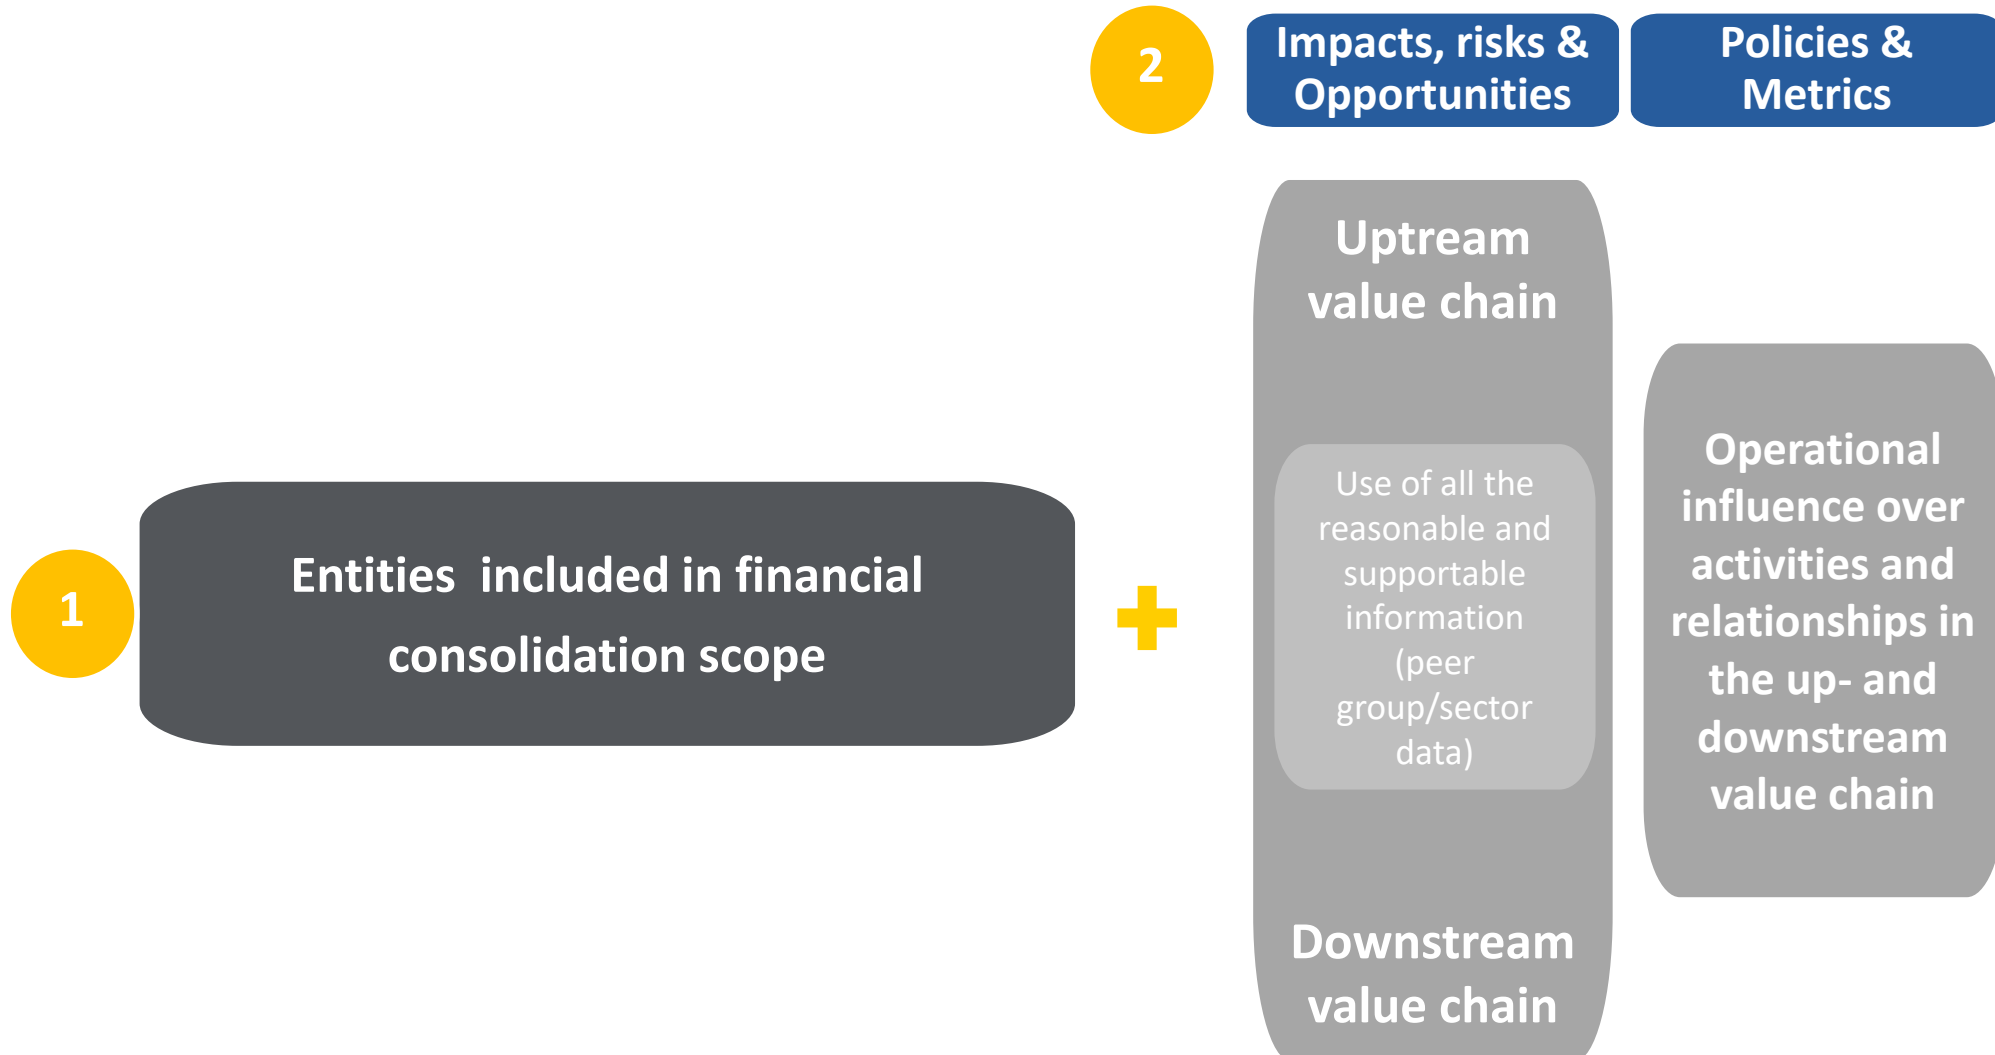 2
Impacts, risks &
Opportunities
Policies &
Metrics
1
Entities  included in financial
consolidation scope
Uptream
value chain
Use of all the
reasonable and
supportable
information
(peer
group/sector
data)
Downstream
value chain
Operational
influence over
activities and
relationships in
the up- and
downstream
value chain